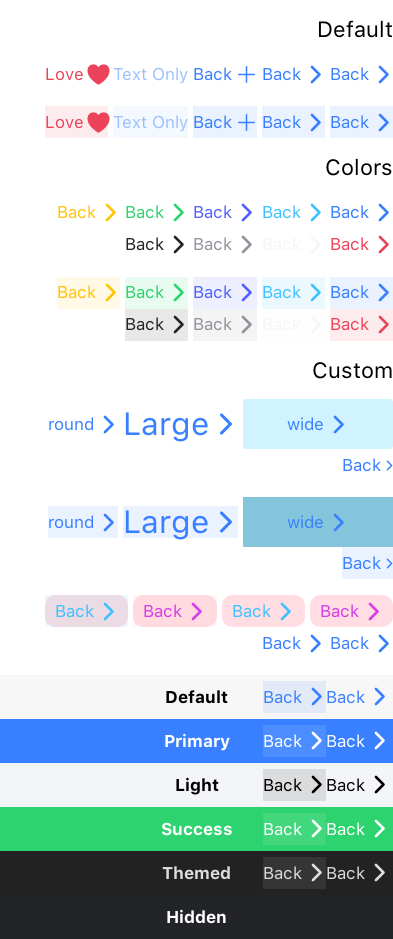 Default
Love Text Only Back Back Back
Love Text Only Back Back Back
Colors
Back Back Back Back Back
Back Back Back Back
Back Back Back Back Back
Back Back Back Back
Custom
round Large wide
Back
round Large wide
Back
Back Back Back Back
Back Back
Default Back Back
Primary Back Back
Light Back Back
Success Back Back
Themed Back Back
Hidden